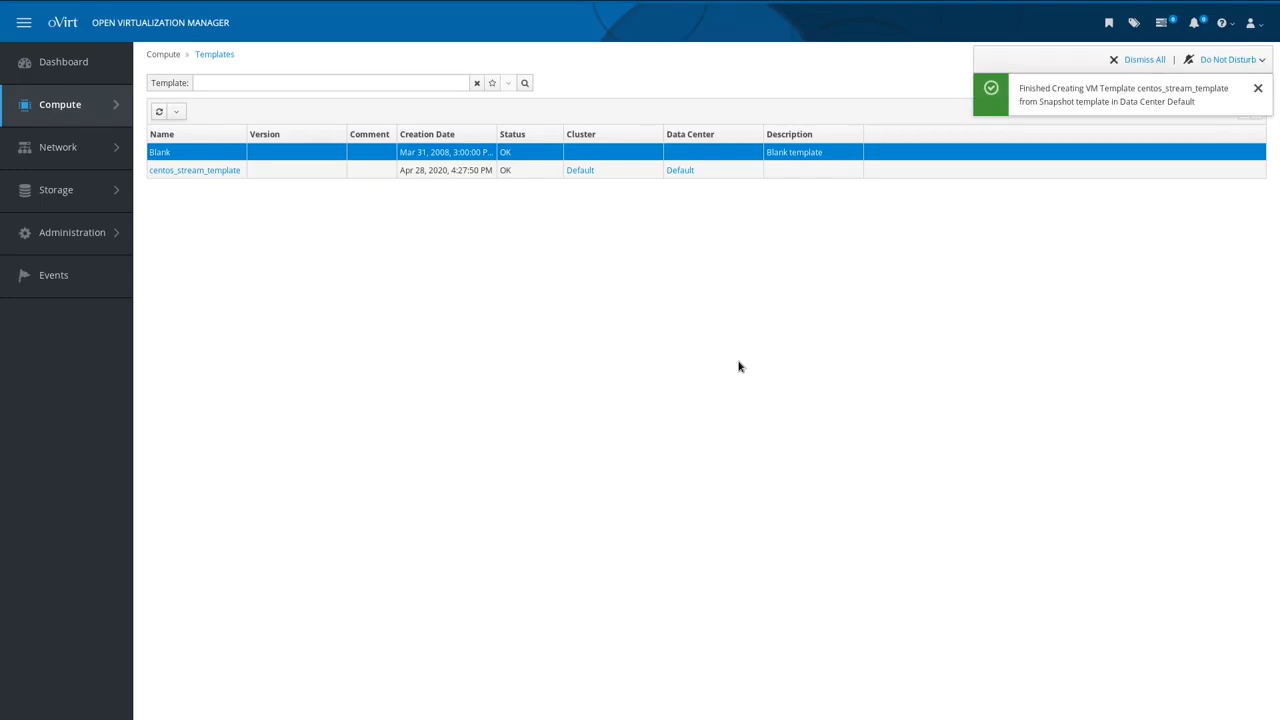 oVirt OPEN VIRTUALIZATION MANAGER
0 0
Dashboard
Compute
Network
Storage
Administration
Events
Compute » Templates
Template:
Dismiss All | Do Not Disturb
Finished Creating VM Template centos_stream_template
from Snapshot template in Data Center Default
Name Version Comment Creation Date Status Cluster Data Center Description
Blank Mar 31, 2008, 3:00:00 P... OK Blank template
centos_stream_template Apr 28, 2020, 4:27:50 PM OK Default Default